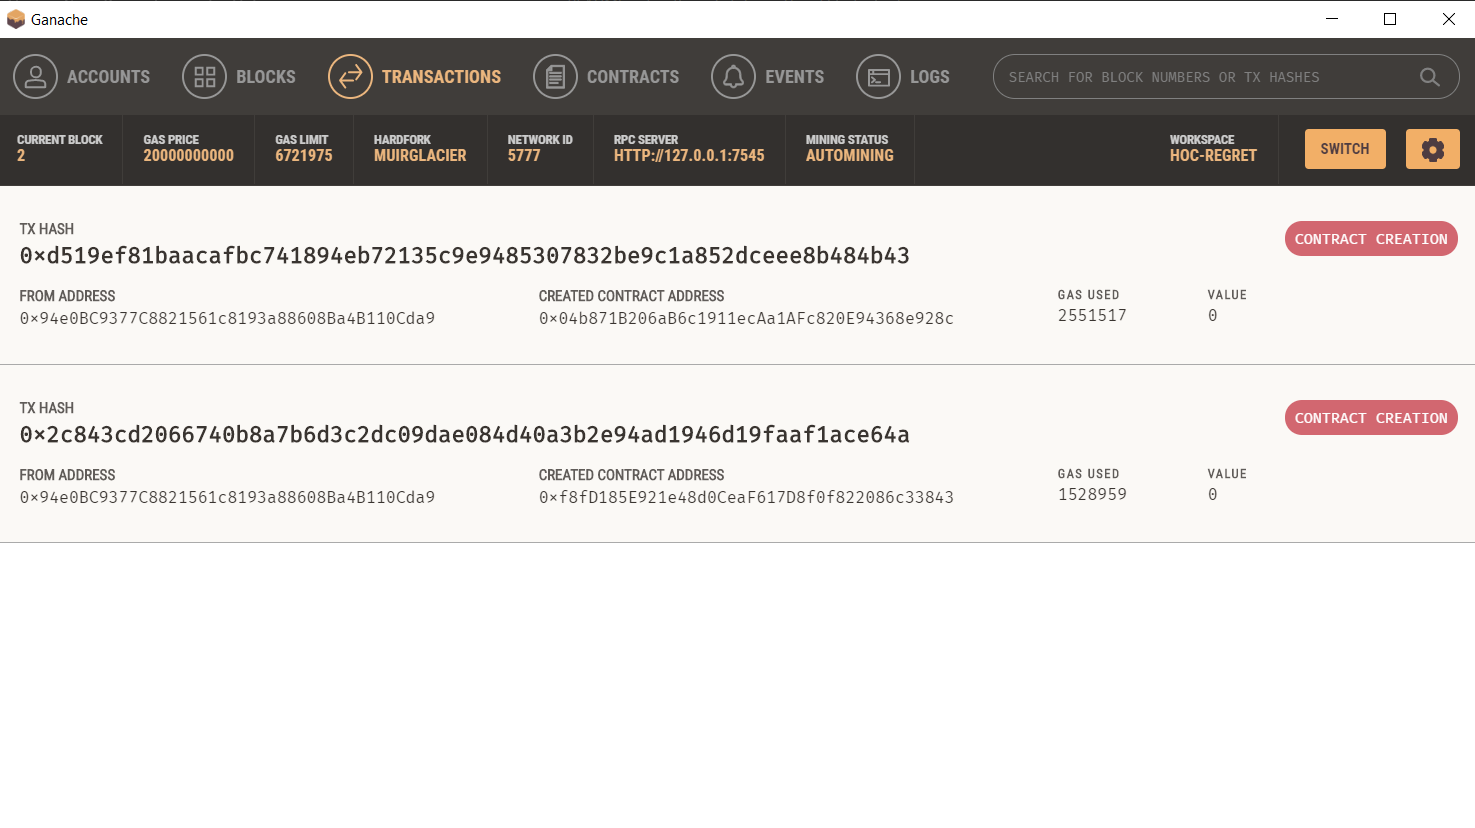 Ganache
ACCOUNTS BLOCKS TRANSACTIONS CONTRACTS EVENTS LOGS SEARCH FOR BLOCK NUMBERS OR TX HASHES
CURRENT BLOCK GAS PRICE GAS LIMIT HARDFORK NETWORK ID RPC SERVER MINING STATUS WORKSPACE
2 20000000000 6721975 MUIRGLACIER 5777 HTTP://127.0.0.1:7545 AUTOMINING HOC-REGRET SWITCH
TX HASH
0×d519ef81baacafbc741894eb72135c9e9485307832be9c1a852dceee8b484b43 CONTRACT CREATION
FROM ADDRESS CREATED CONTRACT ADDRESS GAS USED VALUE
0×94e0BC9377C8821561c8193a88608Ba4B110Cda9 0×04b871B206aB6c1911ecAa1AFc820E94368e928c 2551517 0
TX HASH
0×2c843cd2066740b8a7b6d3c2dc09dae084d40a3b2e94ad1946d19faaf1ace64a CONTRACT CREATION
FROM ADDRESS CREATED CONTRACT ADDRESS GAS USED VALUE
0×94e0BC9377C8821561c8193a88608Ba4B110Cda9 0×f8fD185E921e48d0CeaF617D8f0f822086c33843 1528959 0